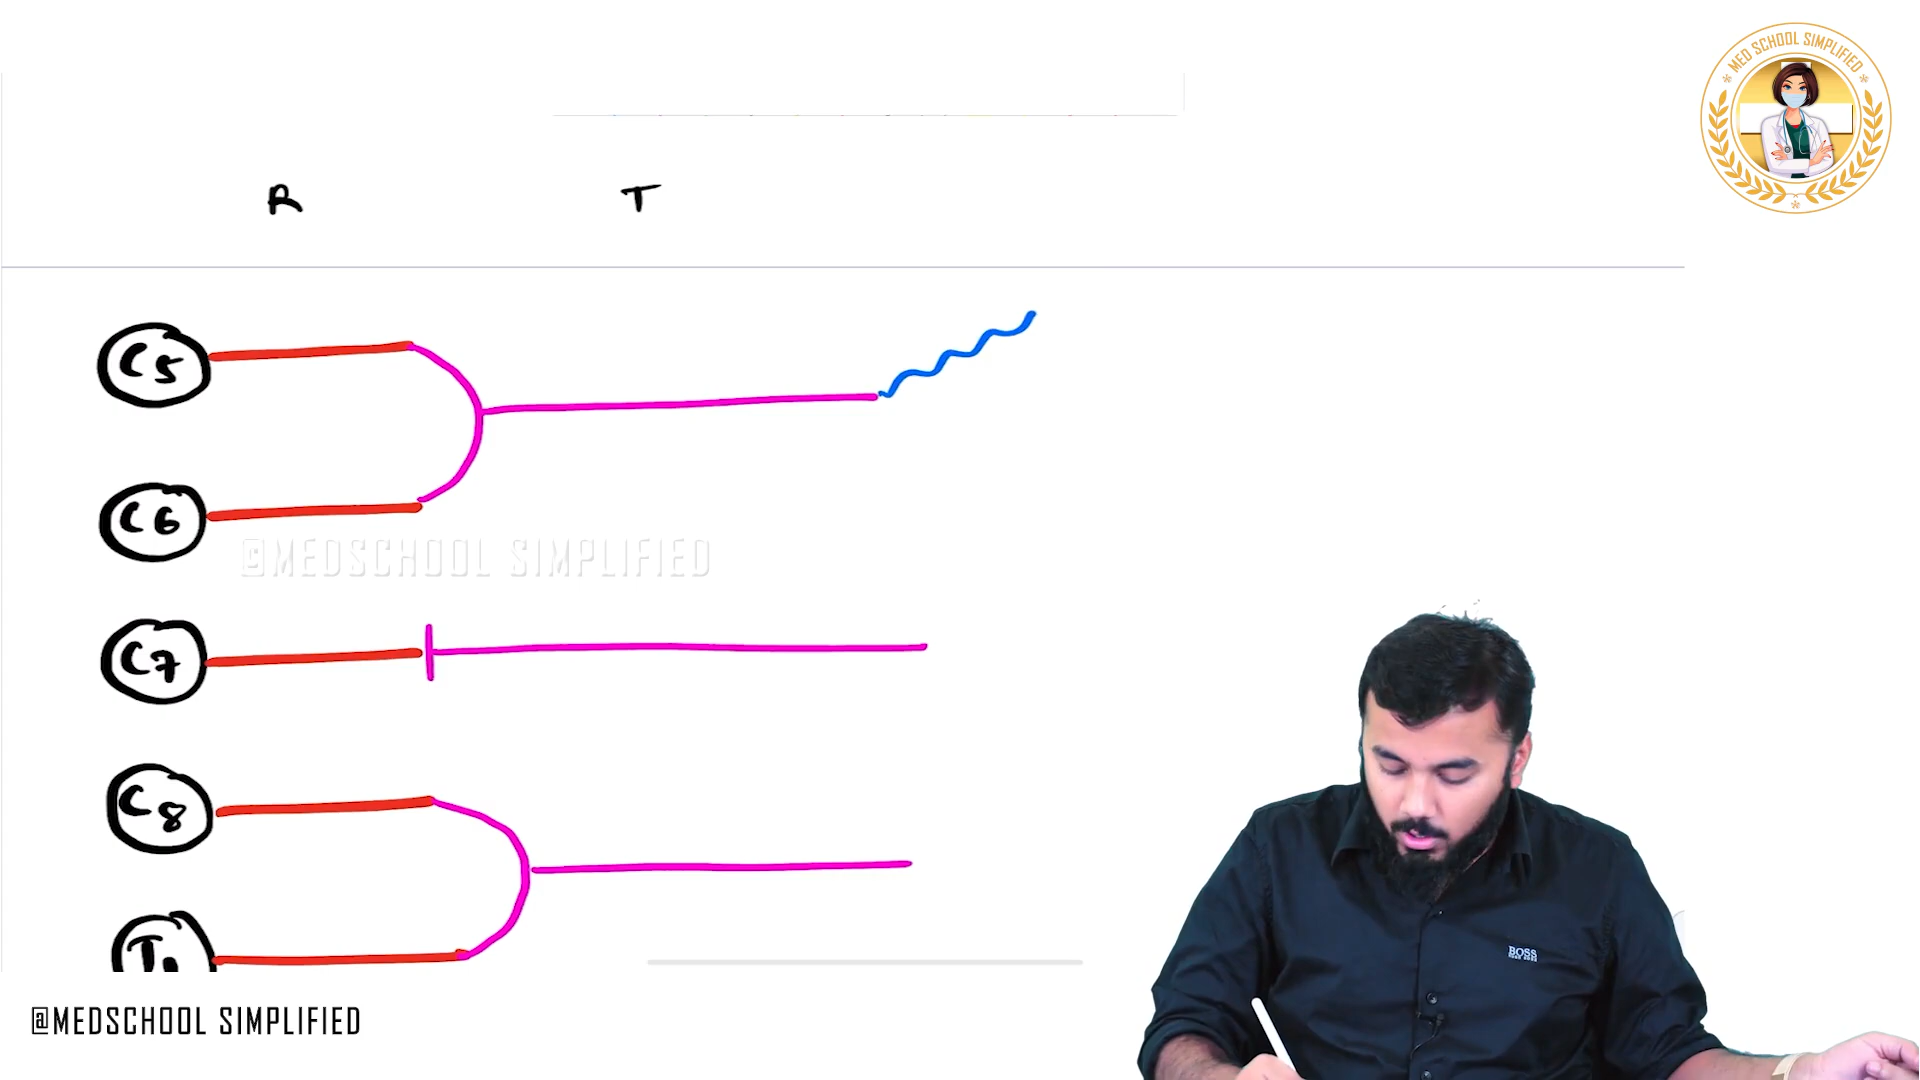 MED SCHOOL SIMPLIFIED
R T
C5
C6
@MEDSCHOOL SIMPLIFIED
C7
C8
T1
BOSS
@MEDSCHOOL SIMPLIFIED